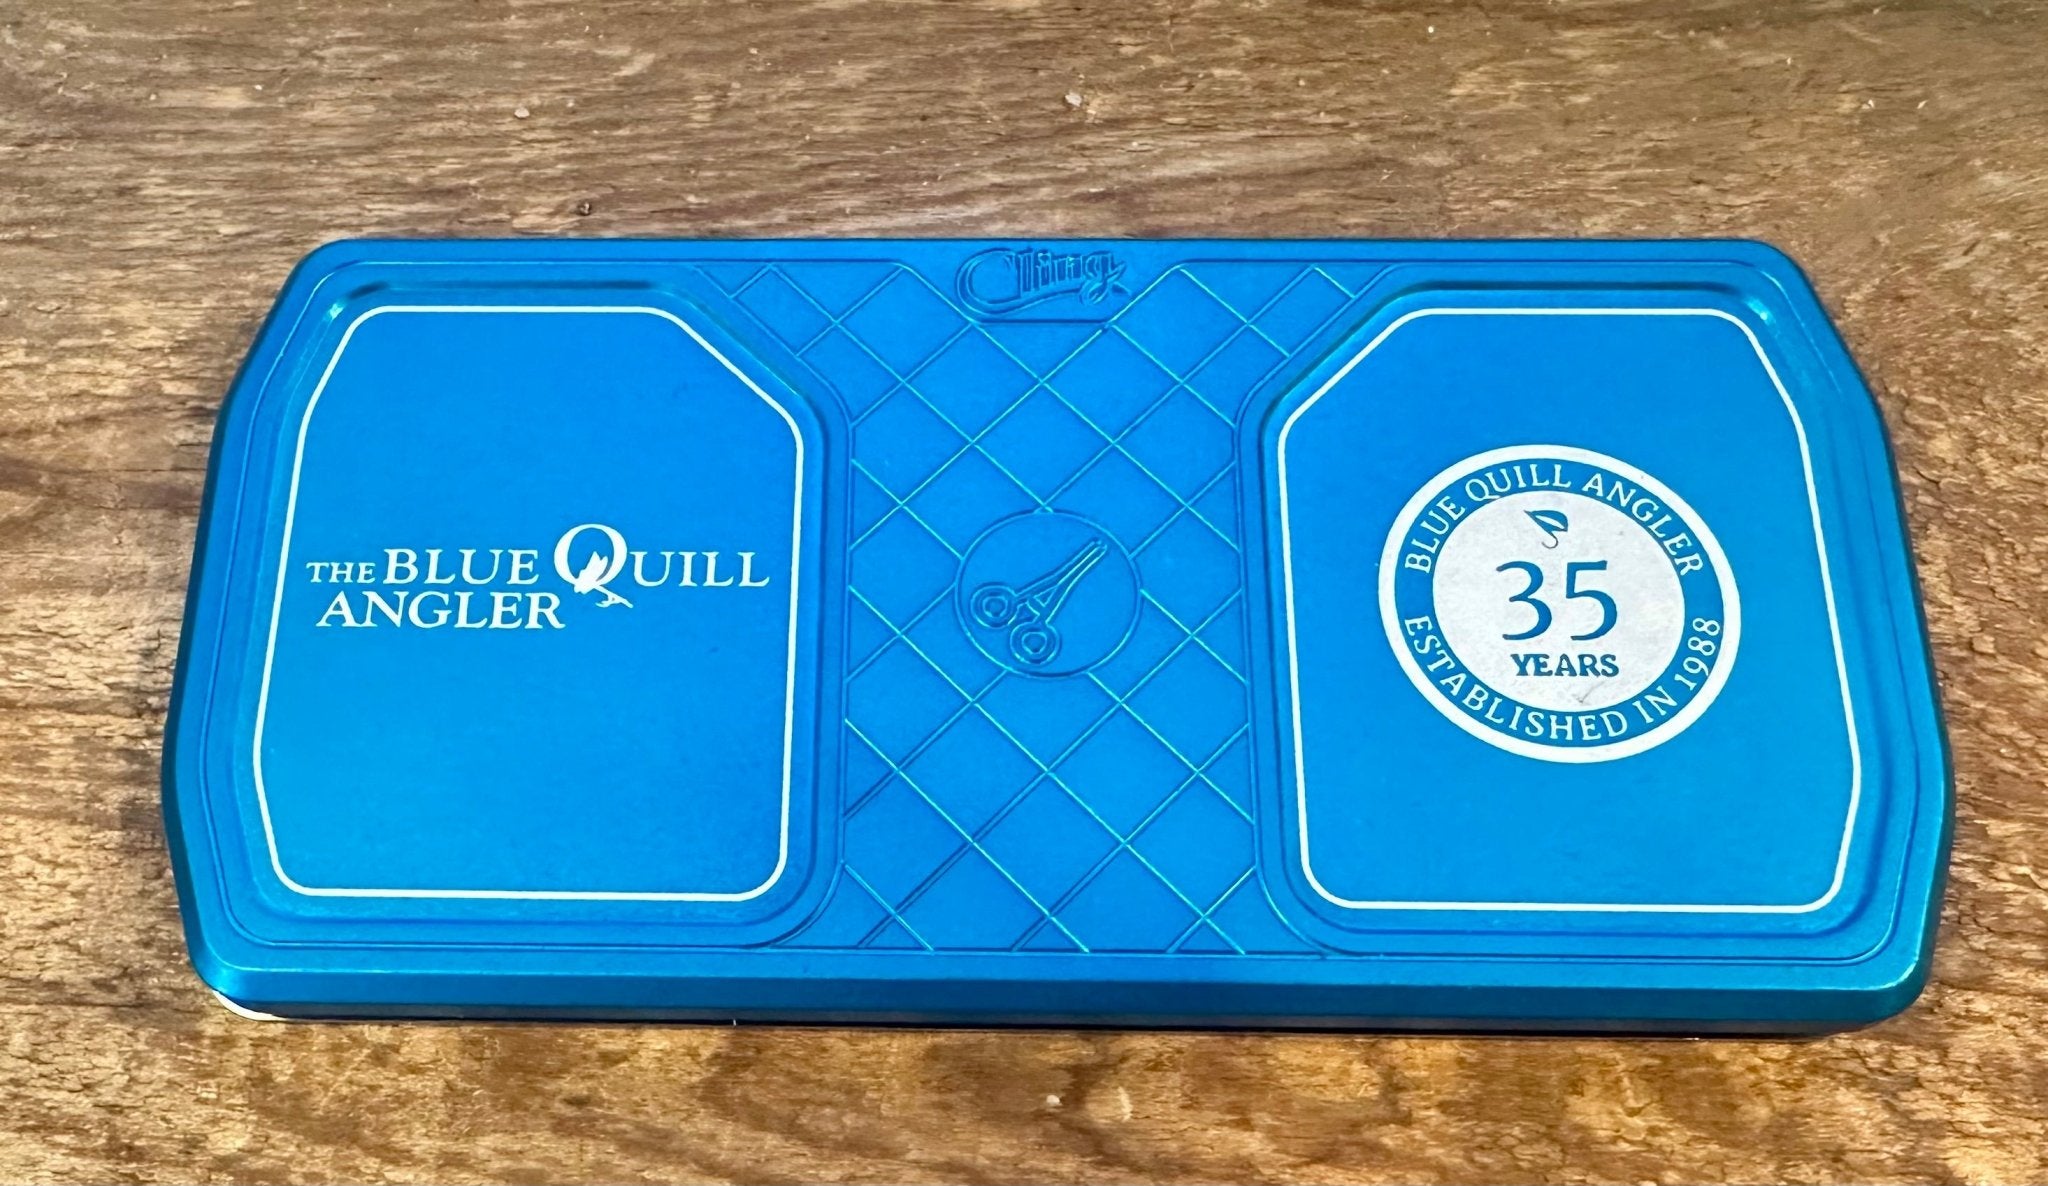 Cling
THE BLUE QUILL
ANGLER
BLUE QUILL ANGLER
35
YEARS
ESTABLISHED IN 1988